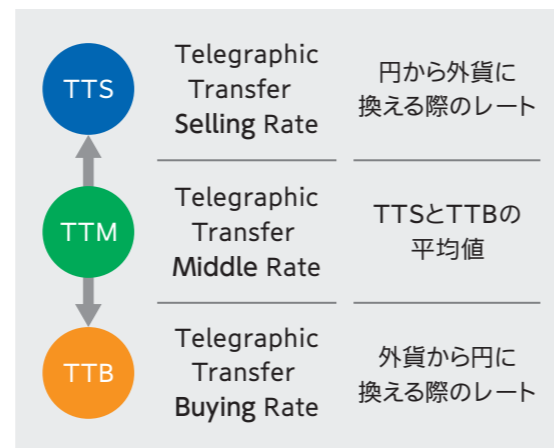 TTS
Telegraphic
Transfer
Selling Rate
円から外貨に
換える際のレート
TTM
Telegraphic
Transfer
Middle Rate
TTSとTTBの
平均値
TTB
Telegraphic
Transfer
Buying Rate
外貨から円に
換える際のレート